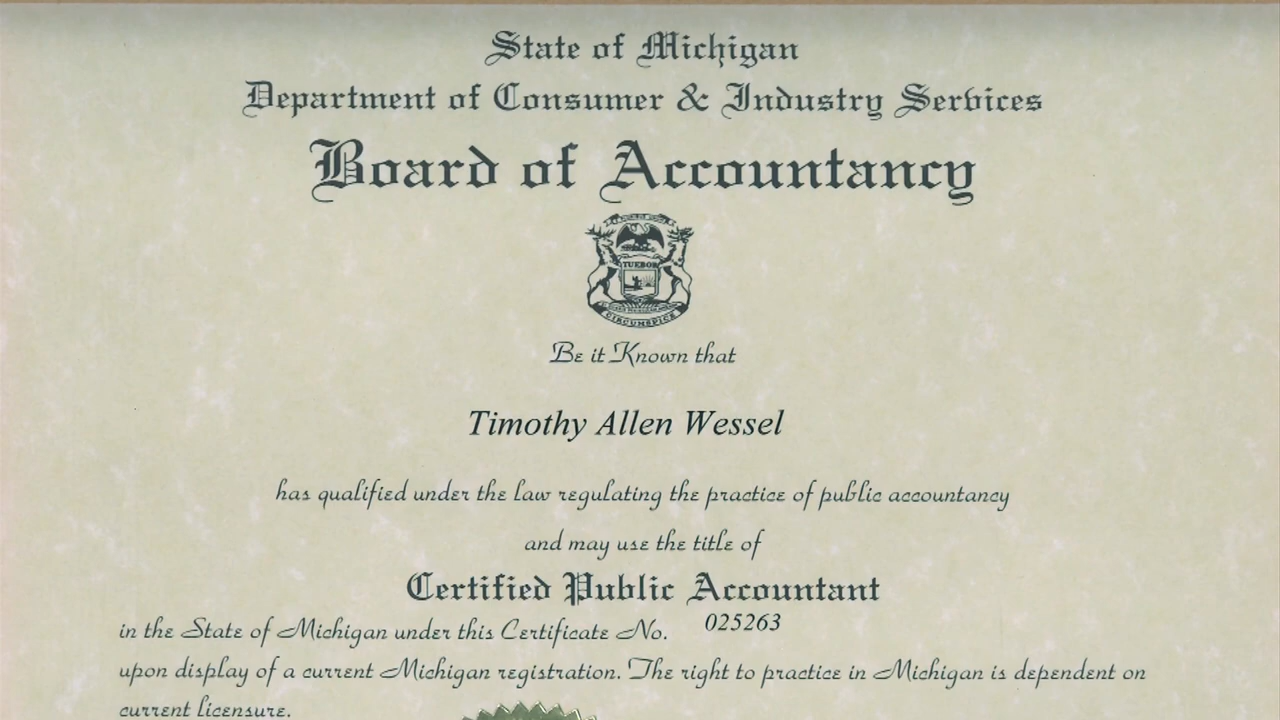 State of Michigan
Department of Consumer & Industry Services
Board of Accountancy
TUEBOR
CIRCUMSPICE
Be it Known that
Timothy Allen Wessel
has qualified under the law regulating the practice of public accountancy
and may use the title of
Certified Public Accountant
in the State of Michigan under this Certificate No. 025263
upon display of a current Michigan registration. The right to practice in Michigan is dependent on
current licensure.